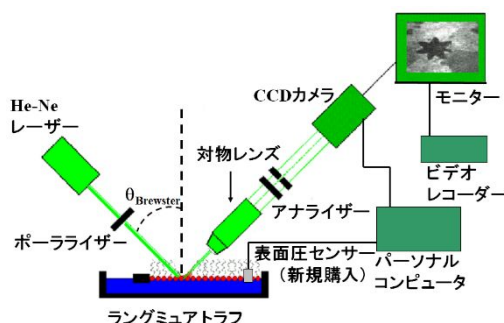 He-Ne
レーザー
θBrewster
ポーラライザー
対物レンズ
CCDカメラ
モニター
ビデオ
レコーダー
アナライザー
表面圧センサー
（新規購入）
パーソナル
コンピュータ
ラングミュアトラフ